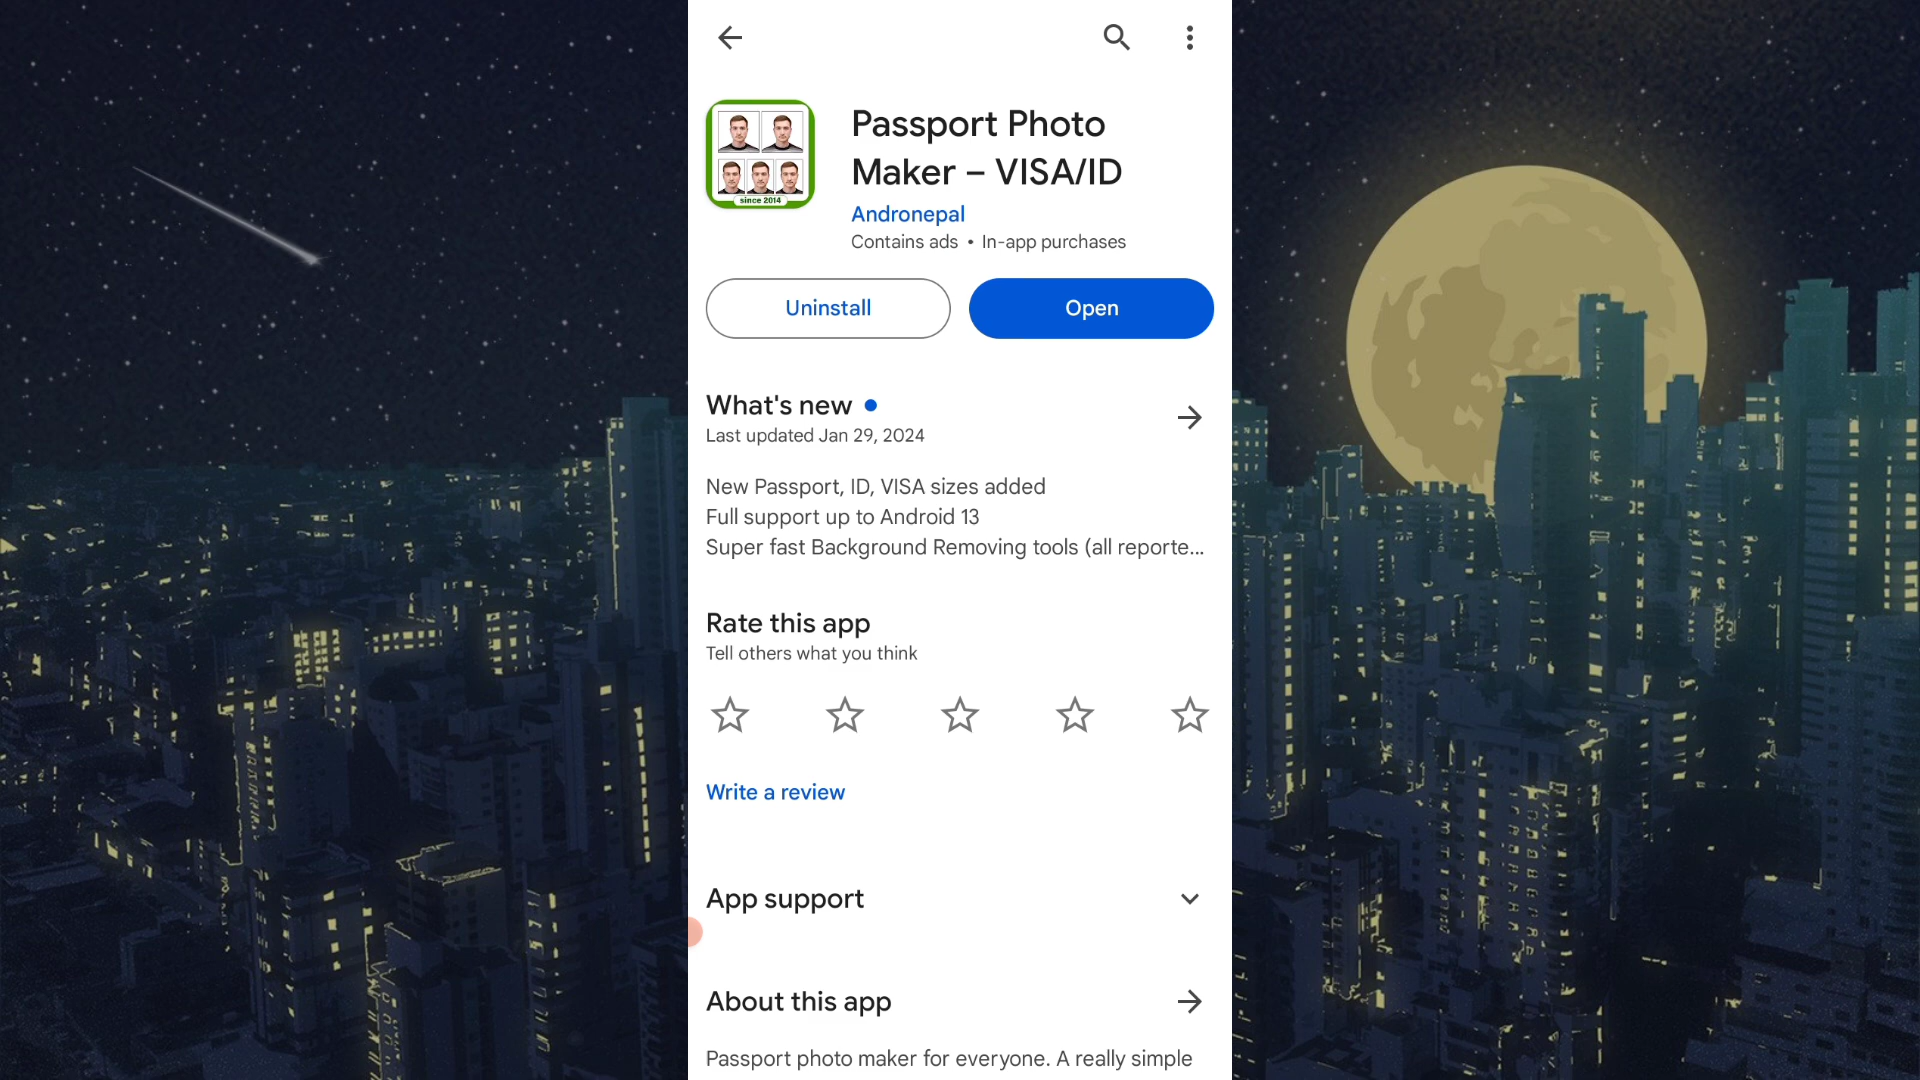 Passport Photo
Maker – VISA/ID
since 2014
Andronepal
Contains ads • In-app purchases
Uninstall
Open
What's new
Last updated Jan 29, 2024
New Passport, ID, VISA sizes added
Full support up to Android 13
Super fast Background Removing tools (all reporte...
Rate this app
Tell others what you think
Write a review
App support
About this app
Passport photo maker for everyone. A really simple